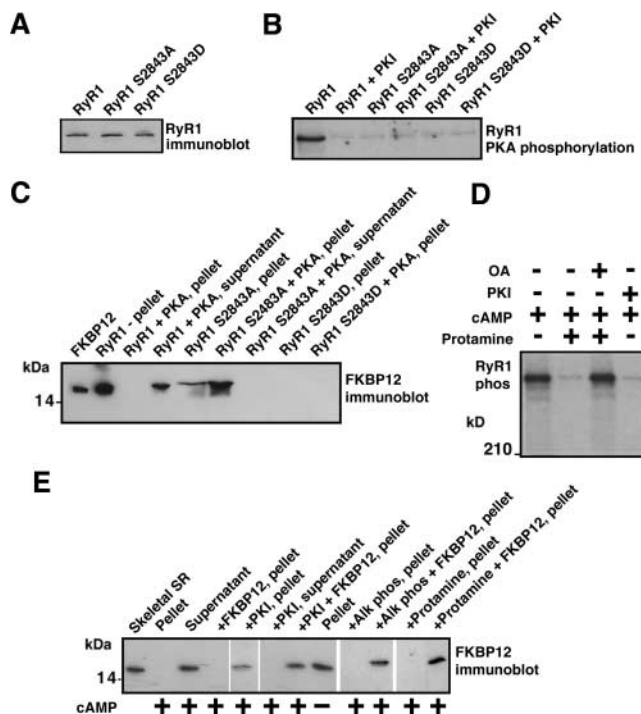 A
RyR1
RyR1 S2843A
RyR1 S2843D
RyR1
immunoblot
B
RyR1
RyR1 + PKI
RyR1 S2843A
RyR1 S2843A + PKI
RyR1 S2843D
RyR1 S2843D + PKI
RyR1
PKA phosphorylation
C
FKBP12
RyR1 - pellet
RyR1 + PKA, pellet
RyR1 + PKA, supernatant
RyR1 S2843A, pellet
RyR1 S2483A + PKA, pellet
RyR1 S2843A + PKA, supernatant
RyR1 S2843D, pellet
RyR1 S2843D + PKA, pellet
kDa
14 -
FKBP12
immunoblot
D
OA - - + -
PKI - - - +
cAMP + + + +
Protamine - + + -
RyR1
phos
kD
210
E
Skeletal SR
Pellet
Supernatant
+FKBP12, pellet
+PKI, pellet
+PKI, supernatant
+PKI + FKBP12, pellet
Pellet
+Alk phos, pellet
+Alk phos + FKBP12, pellet
+Protamine, pellet
+Protamine + FKBP12, pellet
kDa
14 -
FKBP12
immunoblot
cAMP + + + + + + - + + + +